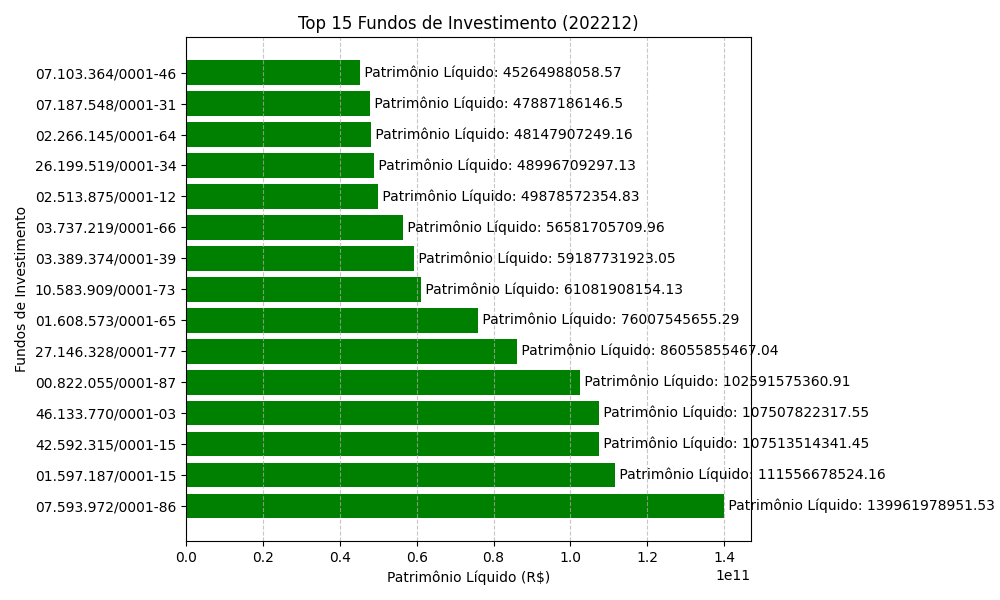 Top 15 Fundos de Investimento (202212)
Fundos de Investimento
07.103.364/0001-46 Patrimônio Líquido: 45264988058.57
07.187.548/0001-31 Patrimônio Líquido: 47887186146.5
02.266.145/0001-64 Patrimônio Líquido: 48147907249.16
26.199.519/0001-34 Patrimônio Líquido: 48996709297.13
02.513.875/0001-12 Patrimônio Líquido: 49878572354.83
03.737.219/0001-66 Patrimônio Líquido: 56581705709.96
03.389.374/0001-39 Patrimônio Líquido: 59187731923.05
10.583.909/0001-73 Patrimônio Líquido: 61081908154.13
01.608.573/0001-65 Patrimônio Líquido: 76007545655.29
27.146.328/0001-77 Patrimônio Líquido: 86055855467.04
00.822.055/0001-87 Patrimônio Líquido: 102591575360.91
46.133.770/0001-03 Patrimônio Líquido: 107507822317.55
42.592.315/0001-15 Patrimônio Líquido: 107513514341.45
01.597.187/0001-15 Patrimônio Líquido: 111556678524.16
07.593.972/0001-86 Patrimônio Líquido: 139961978951.53
0.0 0.2 0.4 0.6 0.8 1.0 1.2 1.4
1e11
Patrimônio Líquido (R$)